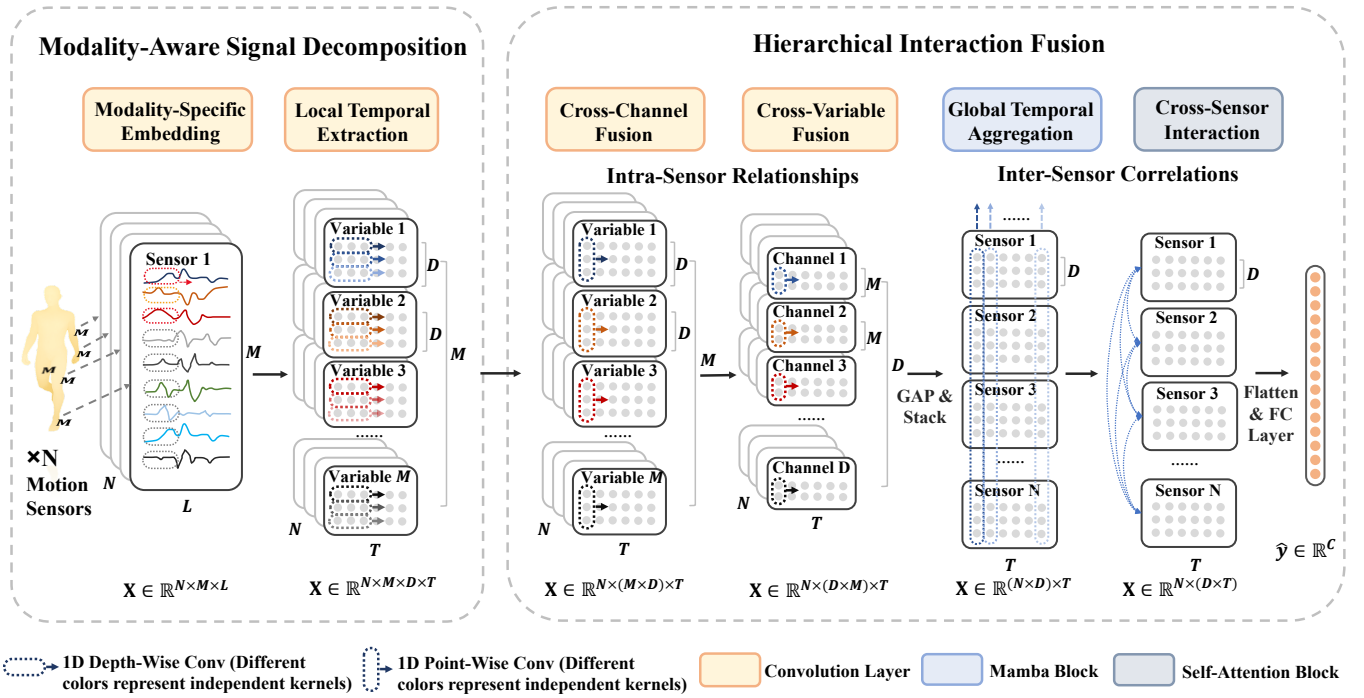 Modality-Aware Signal Decomposition
Hierarchical Interaction Fusion
Modality-Specific
Embedding
Local Temporal
Extraction
Cross-Channel
Fusion
Cross-Variable
Fusion
Global Temporal
Aggregation
Cross-Sensor
Interaction
Intra-Sensor Relationships
Inter-Sensor Correlations
M
M
M
M
M
×N
Motion
Sensors
Sensor 1
M
N
L
X ∈ ℝ^{N×M×L}
Variable 1
D
Variable 2
D
M
Variable 3
......
Variable M
N
T
X ∈ ℝ^{N×M×D×T}
Variable 1
D
Variable 2
D
M
Variable 3
......
Variable M
N
T
X ∈ ℝ^{N×(M×D)×T}
Channel 1
M
Channel 2
M
D
Channel 3
......
Channel D
N
T
X ∈ ℝ^{N×(D×M)×T}
GAP &
Stack
......
Sensor 1
D
Sensor 2
Sensor 3
......
Sensor N
T
X ∈ ℝ^{(N×D)×T}
Sensor 1
D
Sensor 2
Sensor 3
......
Sensor N
T
X ∈ ℝ^{N×(D×T)}
Flatten
& FC
Layer
ŷ ∈ ℝ^C
1D Depth-Wise Conv (Different
colors represent independent kernels)
1D Point-Wise Conv (Different
colors represent independent kernels)
Convolution Layer
Mamba Block
Self-Attention Block